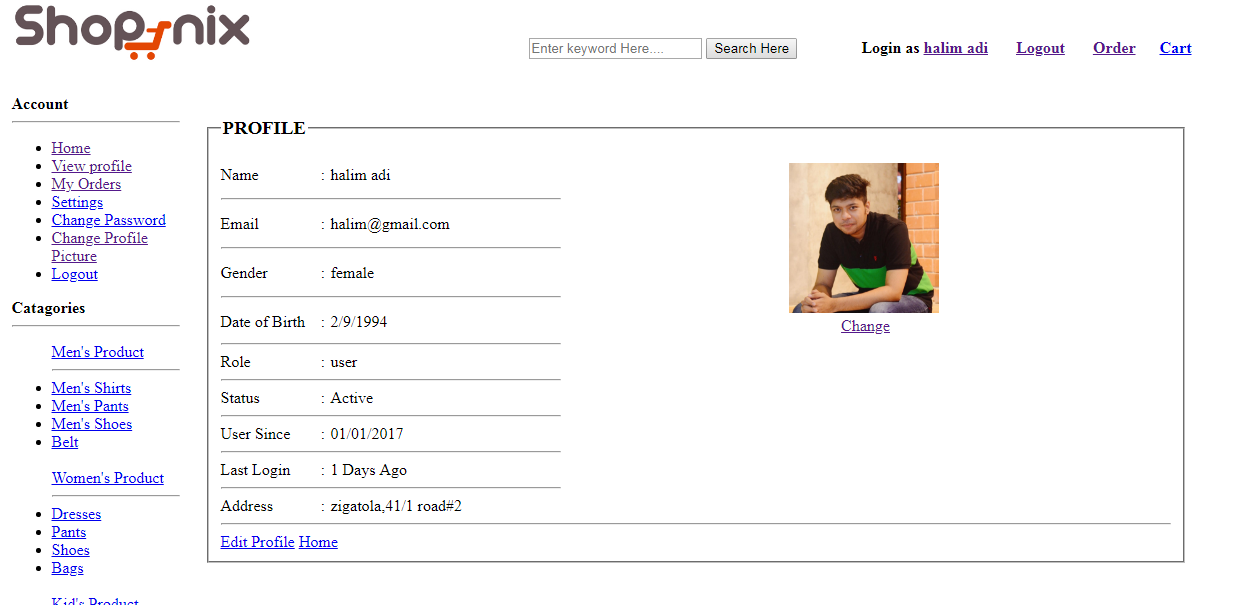 Shopnix
Enter keyword Here.... Search Here Login as halim adi Logout Order Cart
Account
Home
View profile
My Orders
Settings
Change Password
Change Profile
Picture
Logout
Catagories
Men's Product
Men's Shirts
Men's Pants
Men's Shoes
Belt
Women's Product
Dresses
Pants
Shoes
Bags
Kid's Product
PROFILE
Name : halim adi
Email : halim@gmail.com
Gender : female
Date of Birth : 2/9/1994
Role : user
Status : Active
User Since : 01/01/2017
Last Login : 1 Days Ago
Address : zigatola,41/1 road#2
Edit Profile Home
Change